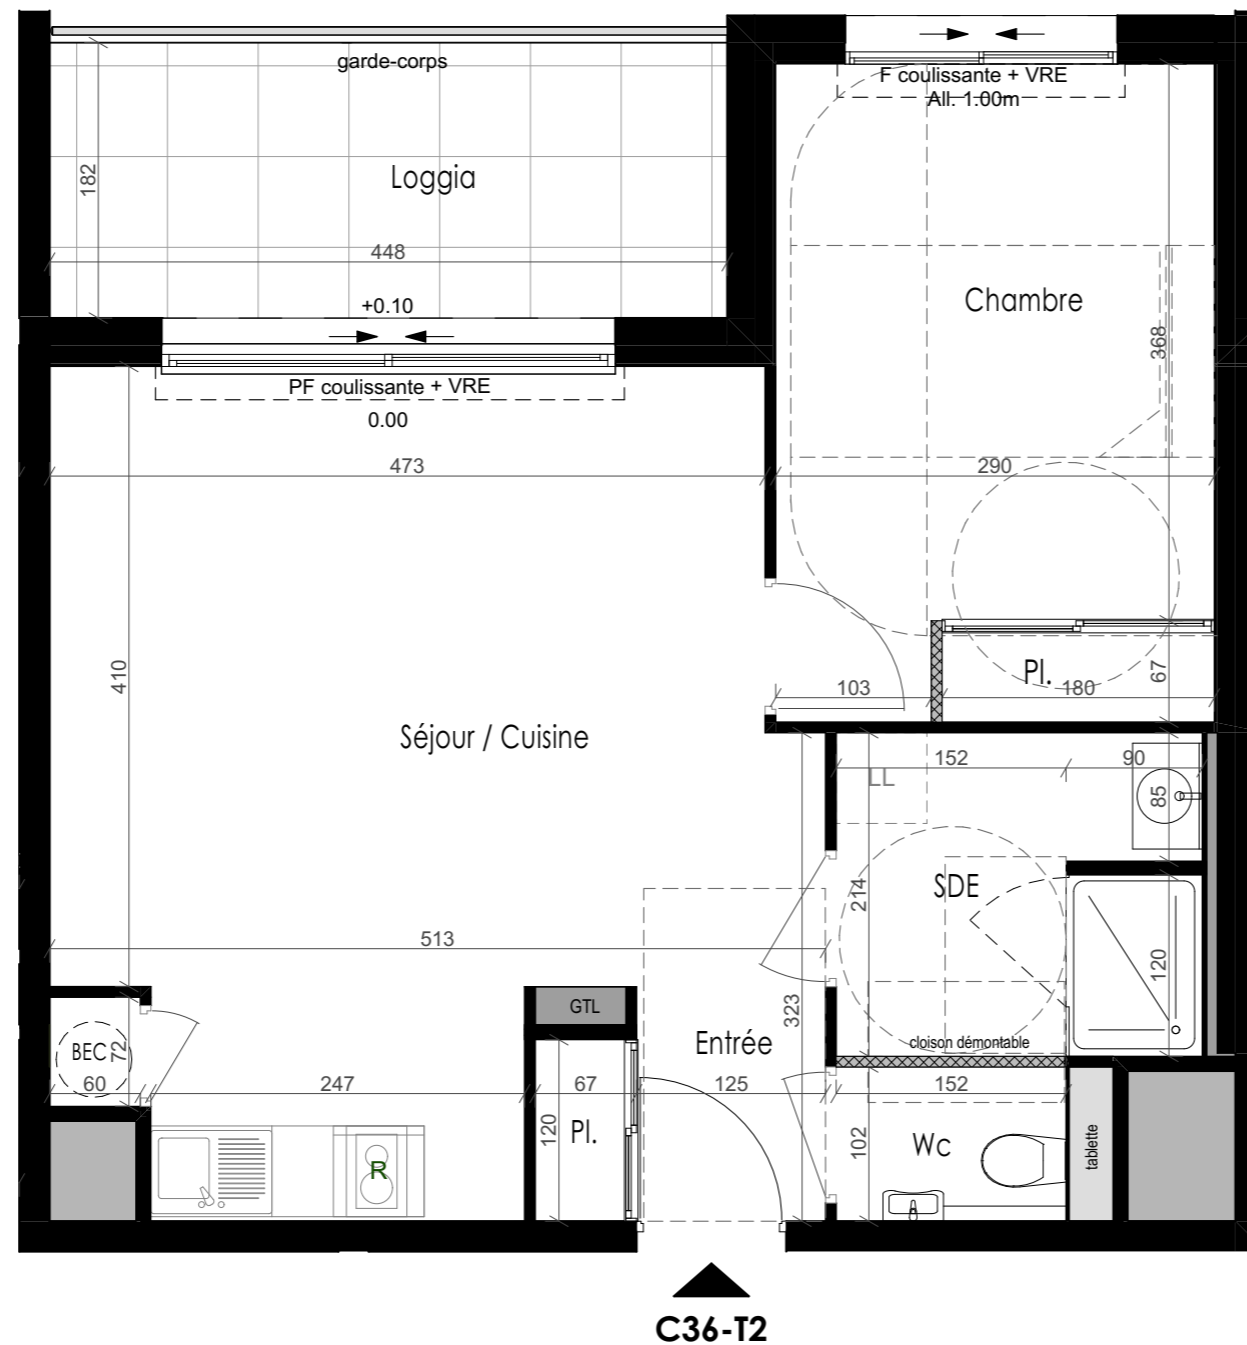 garde-corps
F coulissante + VRE
All. 1.00m
182
Loggia
448
+0.10
Chambre
368
PF coulissante + VRE
0.00
473
290
410
Pl.
67
103
180
Séjour / Cuisine
152
90
LL
85
SDE
214
513
120
GTL
323
Entrée
cloison démontable
BEC
72
60
247
67
125
152
120
Pl.
102
Wc
tablette
R
C36-T2